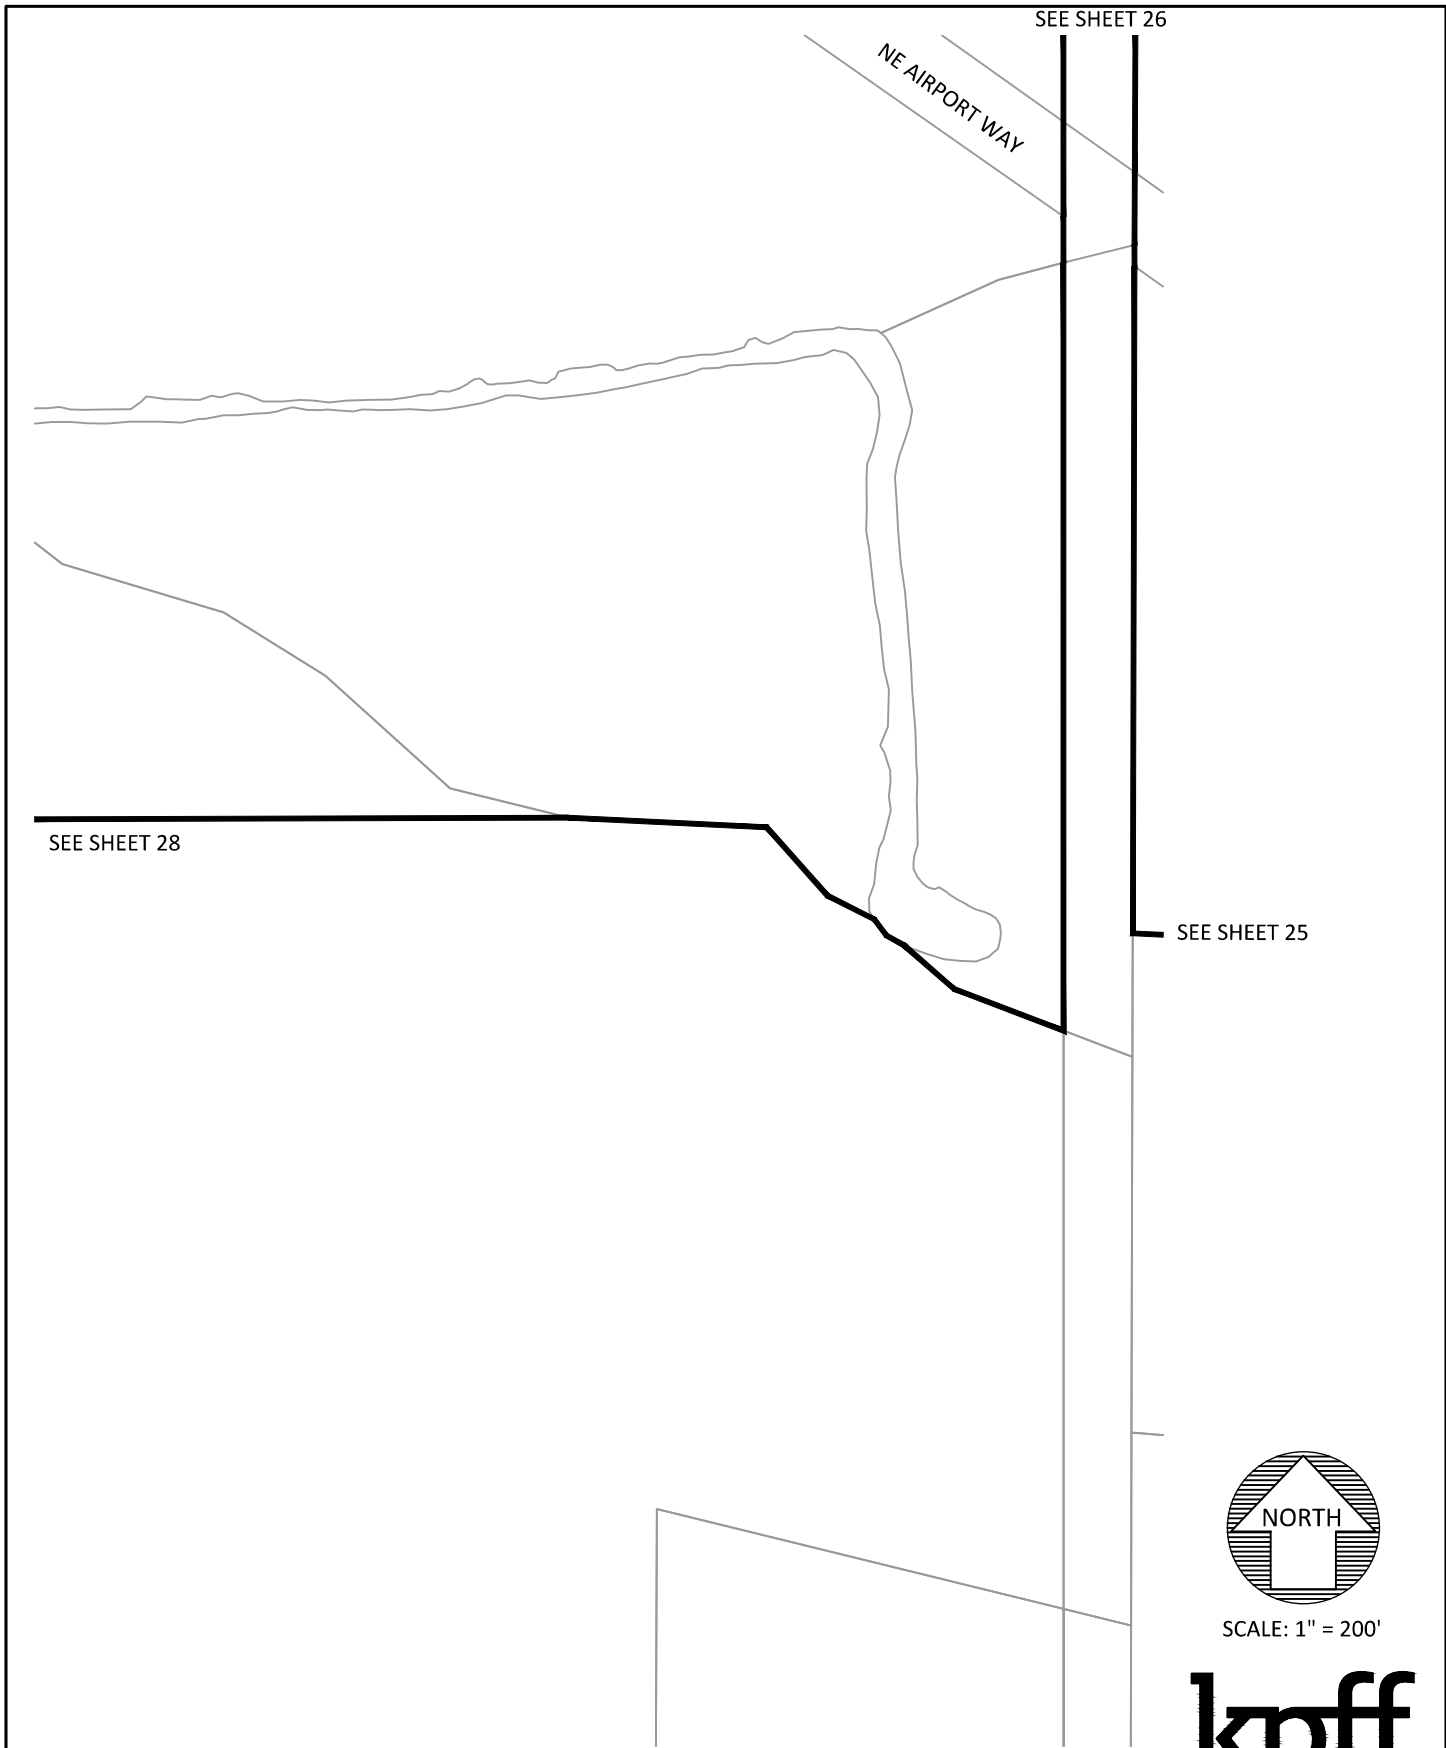 SEE SHEET 26
NE AIRPORT WAY
SEE SHEET 28
SEE SHEET 25
NORTH
SCALE: 1" = 200'
kpff